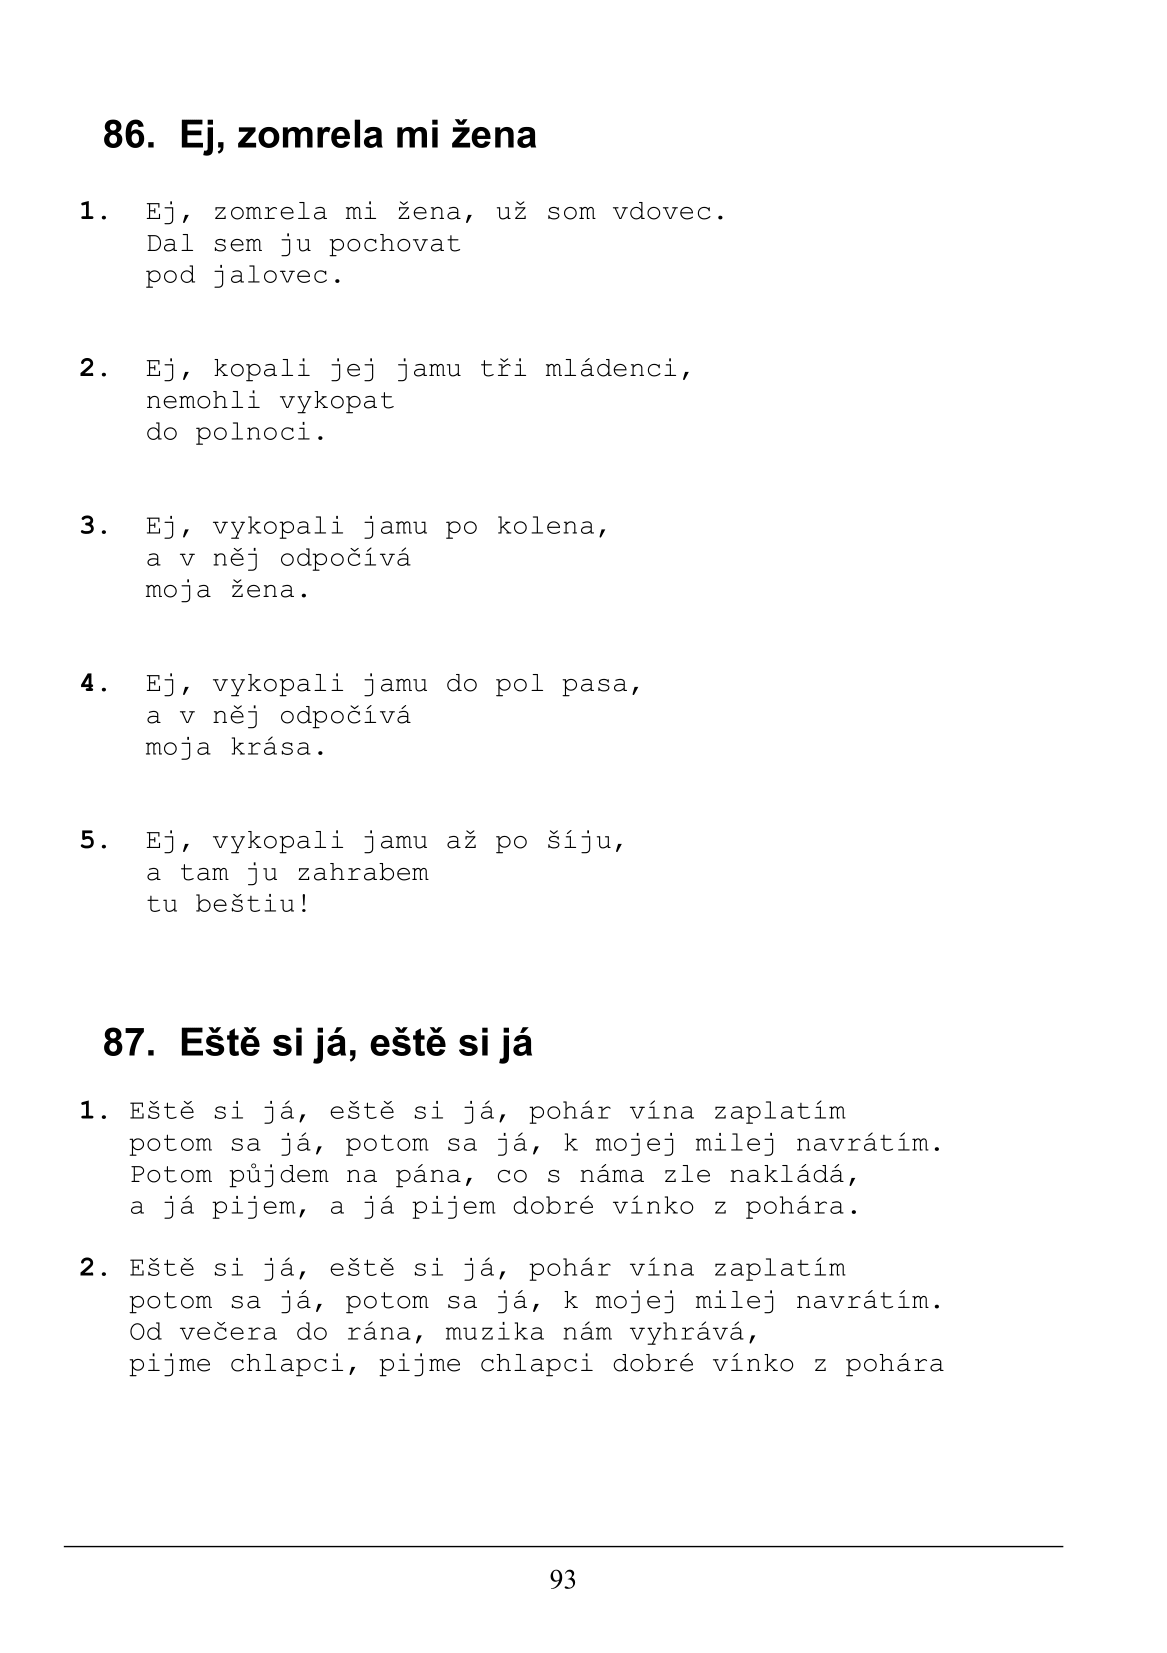 86. Ej, zomrela mi žena
1. Ej, zomrela mi žena, už som vdovec.
Dal sem ju pochovat
pod jalovec.
2. Ej, kopali jej jamu tři mládenci,
nemohli vykopat
do polnoci.
3. Ej, vykopali jamu po kolena,
a v něj odpočívá
moja žena.
4. Ej, vykopali jamu do pol pasa,
a v něj odpočívá
moja krása.
5. Ej, vykopali jamu až po šíju,
a tam ju zahrabem
tu beštiu!
87. Eště si já, eště si já
1. Eště si já, eště si já, pohár vína zaplatím
potom sa já, potom sa já, k mojej milej navrátím.
Potom půjdem na pána, co s náma zle nakládá,
a já pijem, a já pijem dobré vínko z pohára.
2. Eště si já, eště si já, pohár vína zaplatím
potom sa já, potom sa já, k mojej milej navrátím.
Od večera do rána, muzika nám vyhrává,
pijme chlapci, pijme chlapci dobré vínko z pohára
93